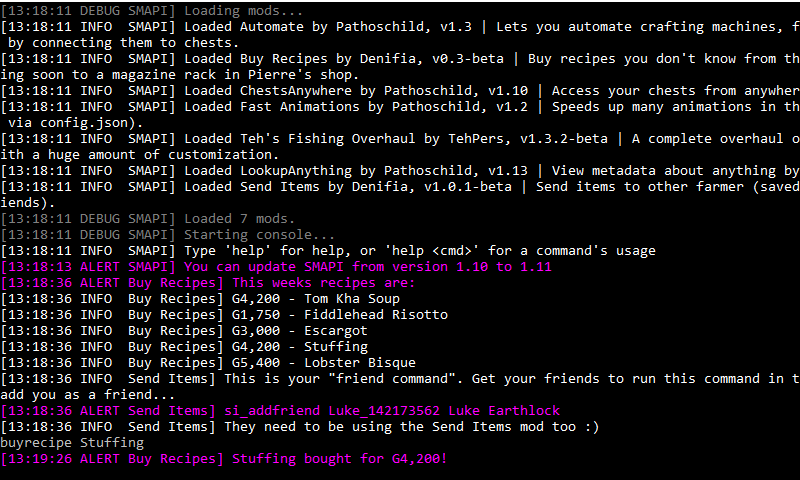 [13:18:11 DEBUG SMAPI] Loading mods...
[13:18:11 INFO  SMAPI] Loaded Automate by Pathoschild, v1.3 | Lets you automate crafting machines, f
 by connecting them to chests.
[13:18:11 INFO  SMAPI] Loaded Buy Recipes by Denifia, v0.3-beta | Buy recipes you don't know from th
ing soon to a magazine rack in Pierre's shop.
[13:18:11 INFO  SMAPI] Loaded ChestsAnywhere by Pathoschild, v1.10 | Access your chests from anywher
[13:18:11 INFO  SMAPI] Loaded Fast Animations by Pathoschild, v1.2 | Speeds up many animations in th
 via config.json).
[13:18:11 INFO  SMAPI] Loaded Teh's Fishing Overhaul by TehPers, v1.3.2-beta | A complete overhaul o
ith a huge amount of customization.
[13:18:11 INFO  SMAPI] Loaded LookupAnything by Pathoschild, v1.13 | View metadata about anything by
[13:18:11 INFO  SMAPI] Loaded Send Items by Denifia, v1.0.1-beta | Send items to other farmer (saved
iends).
[13:18:11 DEBUG SMAPI] Loaded 7 mods.
[13:18:11 DEBUG SMAPI] Starting console...
[13:18:11 INFO  SMAPI] Type 'help' for help, or 'help <cmd>' for a command's usage
[13:18:13 ALERT SMAPI] You can update SMAPI from version 1.10 to 1.11
[13:18:36 ALERT Buy Recipes] This weeks recipes are:
[13:18:36 INFO  Buy Recipes] G4,200 - Tom Kha Soup
[13:18:36 INFO  Buy Recipes] G1,750 - Fiddlehead Risotto
[13:18:36 INFO  Buy Recipes] G3,000 - Escargot
[13:18:36 INFO  Buy Recipes] G4,200 - Stuffing
[13:18:36 INFO  Buy Recipes] G5,400 - Lobster Bisque
[13:18:36 INFO  Send Items] This is your "friend command". Get your friends to run this command in t
add you as a friend...
[13:18:36 ALERT Send Items] si_addfriend Luke_142173562 Luke Earthlock
[13:18:36 INFO  Send Items] They need to be using the Send Items mod too :)
buyrecipe Stuffing
[13:19:26 ALERT Buy Recipes] Stuffing bought for G4,200!